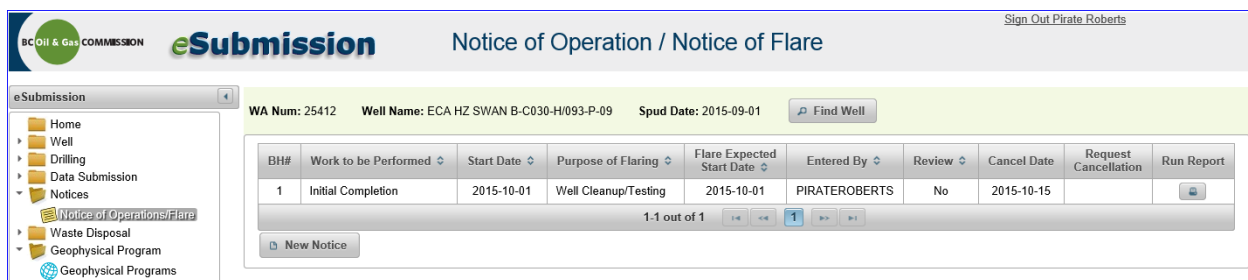 Sign Out Pirate Roberts
BC Oil & Gas COMMISSION
eSubmission
Notice of Operation / Notice of Flare
eSubmission
Home
Well
Drilling
Data Submission
Notices
Notice of Operations/Flare
Waste Disposal
Geophysical Program
Geophysical Programs
WA Num: 25412 Well Name: ECA HZ SWAN B-C030-H/093-P-09 Spud Date: 2015-09-01 Find Well
BH# Work to be Performed Start Date Purpose of Flaring Flare Expected Start Date Entered By Review Cancel Date Request Cancellation Run Report
1 Initial Completion 2015-10-01 Well Cleanup/Testing 2015-10-01 PIRATEROBERTS No 2015-10-15
1-1 out of 1 1
New Notice